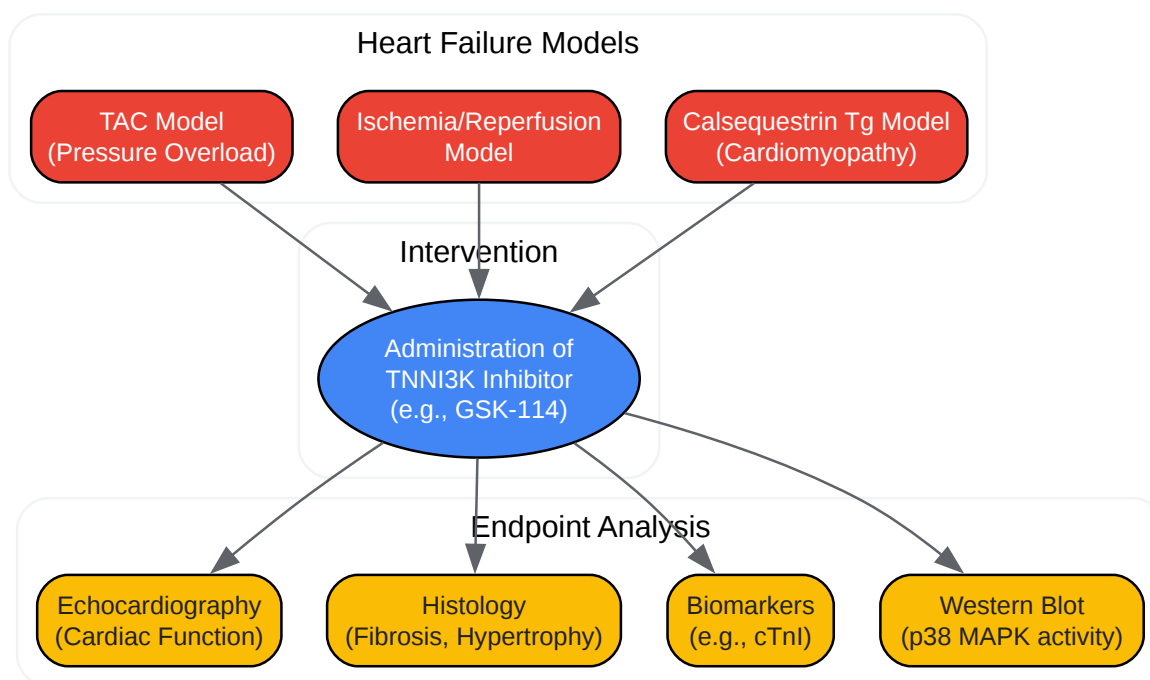 Heart Failure Models
TAC Model
(Pressure Overload)
Ischemia/Reperfusion
Model
Calsequestrin Tg Model
(Cardiomyopathy)
Intervention
Administration of
TNNI3K Inhibitor
(e.g., GSK-114)
Endpoint Analysis
Echocardiography
(Cardiac Function)
Histology
(Fibrosis, Hypertrophy)
Biomarkers
(e.g., cTnI)
Western Blot
(p38 MAPK activity)